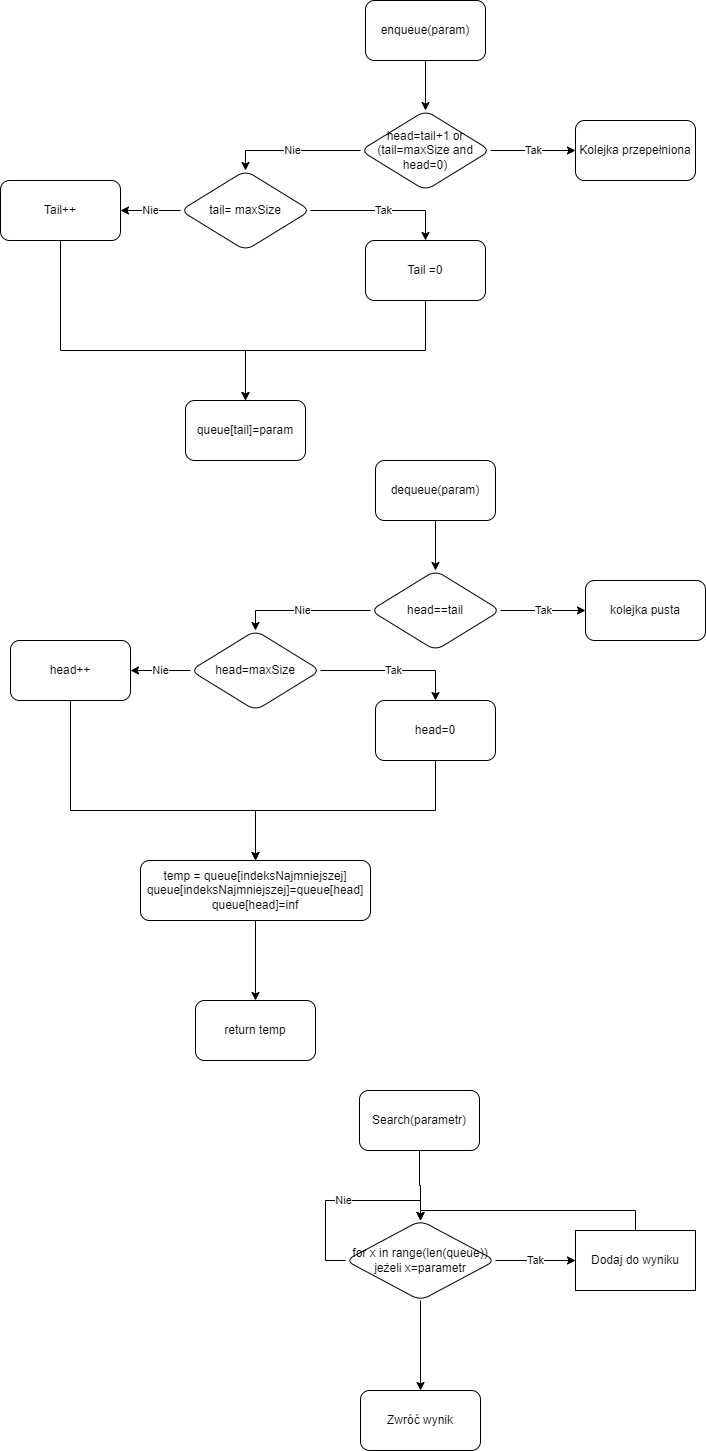 enqueue(param)
head=tail+1 or
(tail=maxSize and
head=0)
Nie
Tak
Kolejka przepełniona
tail= maxSize
Tail++
Nie
Tak
Tail =0
queue[tail]=param
dequeue(param)
head==tail
Nie
Tak
kolejka pusta
head=maxSize
head++
Nie
Tak
head=0
temp = queue[indeksNajmniejszej]
queue[indeksNajmniejszej]=queue[head]
queue[head]=inf
return temp
Search(parametr)
Nie
for x in range(len(queue))
jeżeli x=parametr
Tak
Dodaj do wyniku
Zwróć wynik